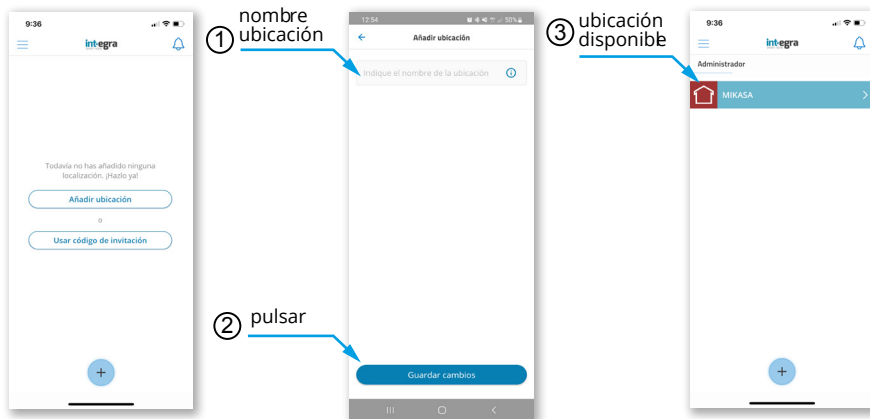 9:36
int-egra
Todavía no has añadido ninguna
localización. ¡Hazlo ya!
Añadir ubicación
o
Usar código de invitación
+
1 nombre
ubicación
2 pulsar
12:54
50%
Añadir ubicación
Indique el nombre de la ubicación
Guardar cambios
3 ubicación
disponible
9:36
int-egra
Administrador
MIKASA
+